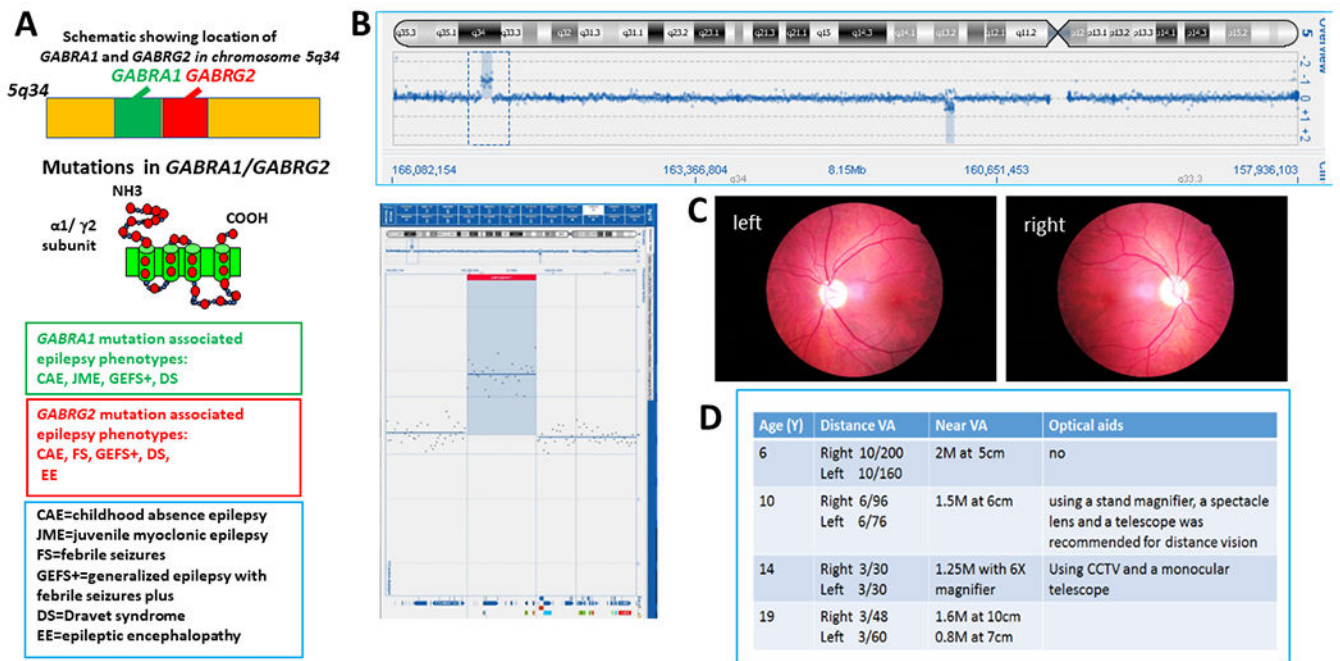 A
Schematic showing location of
GABRA1 and GABRG2 in chromosome 5q34
GABRA1 GABRG2
5q34
Mutations in GABRA1/GABRG2
NH3
COOH
α1/ γ2
subunit
GABRA1 mutation associated
epilepsy phenotypes:
CAE, JME, GEFS+, DS
GABRG2 mutation associated
epilepsy phenotypes:
CAE, FS, GEFS+, DS,
EE
CAE=childhood absence epilepsy
JME=juvenile myoclonic epilepsy
FS=febrile seizures
GEFS+=generalized epilepsy with
febrile seizures plus
DS=Dravet syndrome
EE=epileptic encephalopathy
B
q35.3 q35.1 q34 q33.3 q32 q31.3 q31.1 q23.2 q23.1 q21.3 q21.1 q15 q14.3 q14.1 q13.2 q12.1 q11.2 p12 p13.1 p13.2 p13.3 p14.1 p14.3 p15.2
5 Overview
-2 -1 0 +1 +2
166,082,154 163,366,804 8.15Mb 160,651,453 157,936,103
q34 q33.3
C
left
right
D
Age (Y) Distance VA Near VA Optical aids
6 Right 10/200 2M at 5cm no
Left 10/160
10 Right 6/96 1.5M at 6cm using a stand magnifier, a spectacle
Left 6/76 lens and a telescope was
recommended for distance vision
14 Right 3/30 1.25M with 6X Using CCTV and a monocular
Left 3/30 magnifier telescope
19 Right 3/48 1.6M at 10cm
Left 3/60 0.8M at 7cm